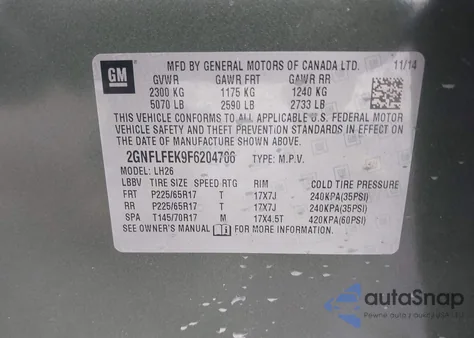 GM
MFD BY GENERAL MOTORS OF CANADA LTD. 11/14
GVWR GAWR FRT GAWR RR
2300 KG 1175 KG 1240 KG
5070 LB 2590 LB 2733 LB
THIS VEHICLE CONFORMS TO ALL APPLICABLE U.S. FEDERAL MOTOR
VEHICLE SAFETY, BUMPER, AND THEFT PREVENTION STANDARDS IN EFFECT ON
THE DATE OF MANUFACTURE SHOWN ABOVE.
2GNFLFEK9F6204706 TYPE: M.P.V.
MODEL: LH26
LBBV TIRE SIZE SPEED RTG RIM COLD TIRE PRESSURE
FRT P225/65R17 T 17X7J 240KPA(35PSI)
RR P225/65R17 T 17X7J 240KPA(35PSI)
SPA T145/70R17 M 17X4.5T 420KPA(60PSI)
SEE OWNER'S MANUAL FOR MORE INFORMATION.
autoSnap
Pewne auta z